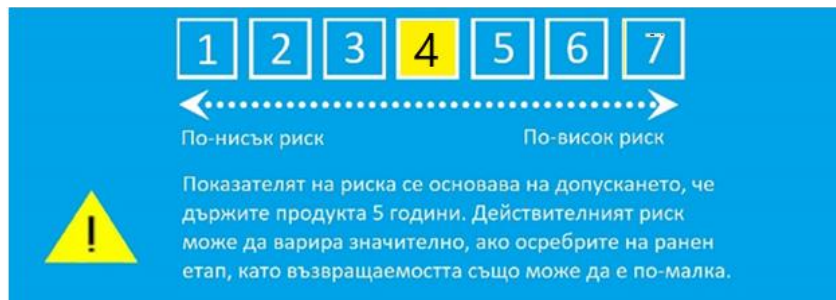 1 2 3 4 5 6 7
По-нисък риск По-висок риск
Показателят на риска се основава на допускането, че
държите продукта 5 години. Действителният риск
може да варира значително, ако осребрите на ранен
етап, като възвращаемостта също може да е по-малка.
!